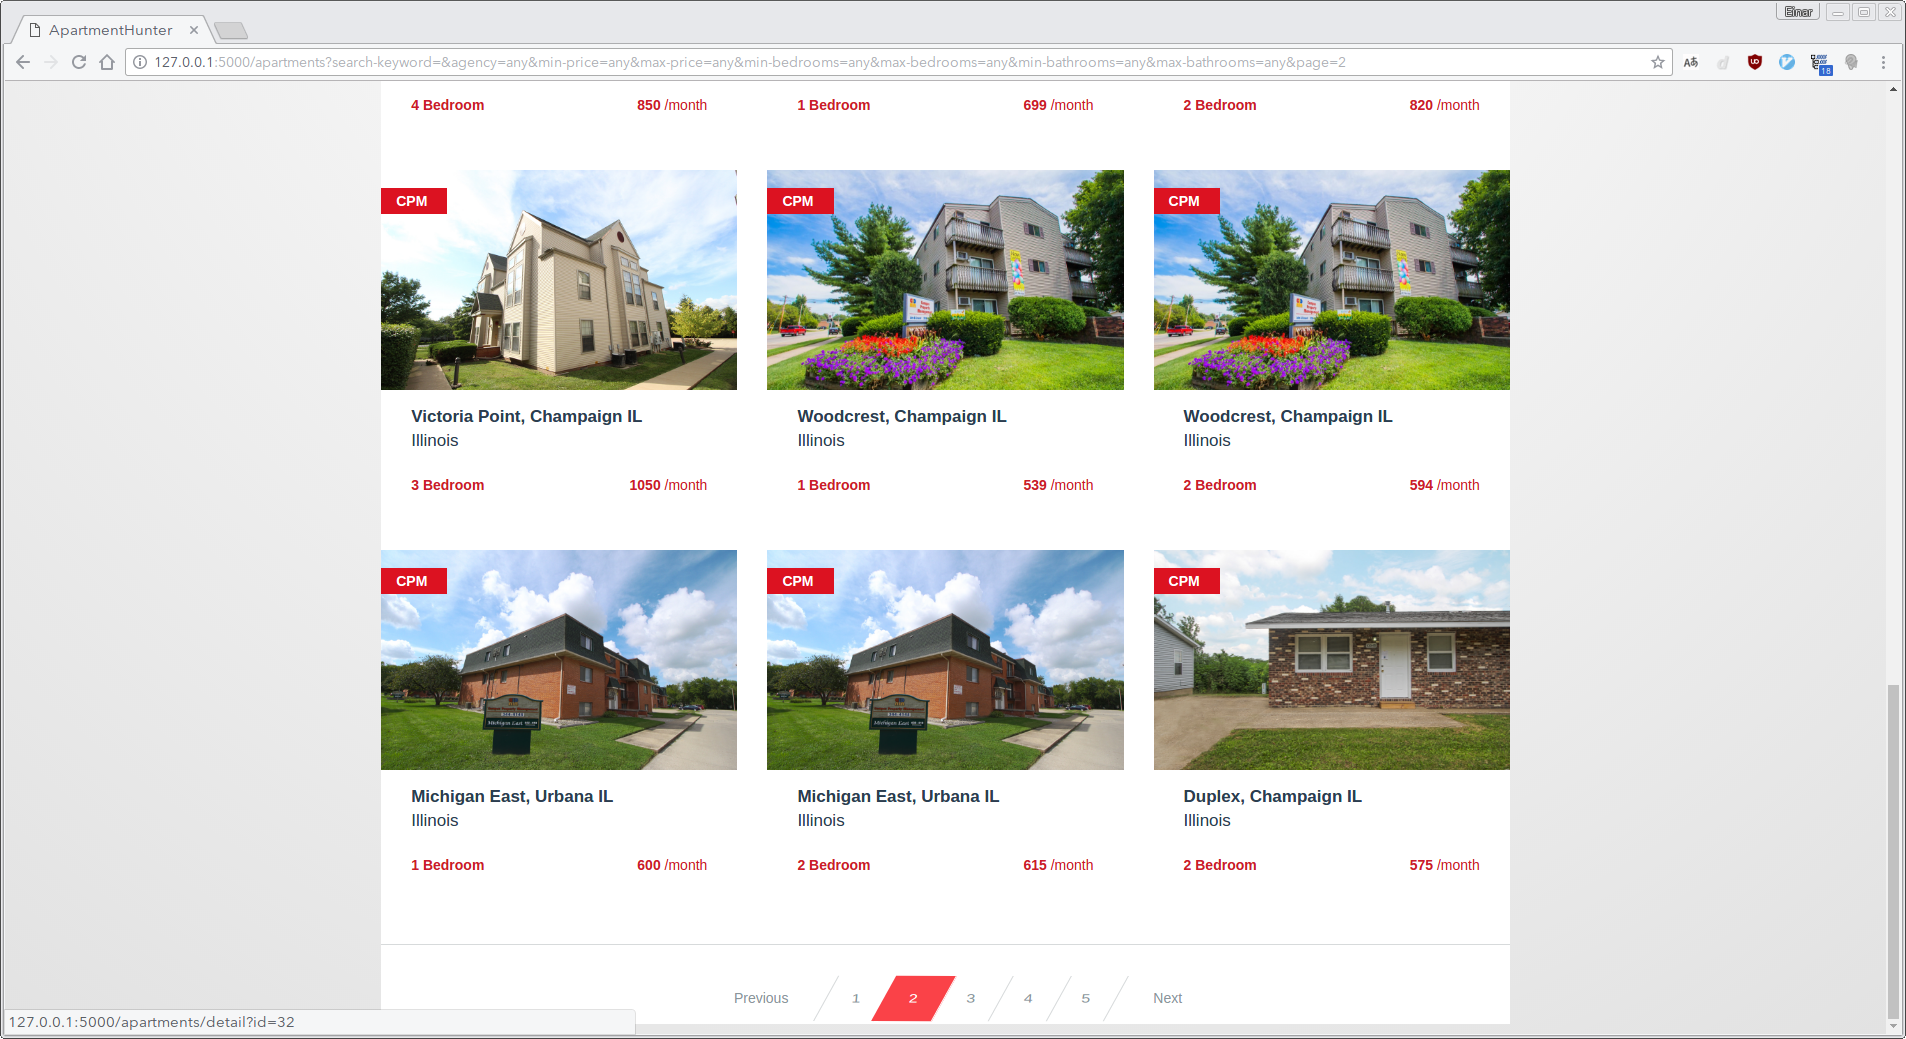 Einar
ApartmentHunter
127.0.0.1:5000/apartments?search-keyword=&agency=any&min-price=any&max-price=any&min-bedrooms=any&max-bedrooms=any&min-bathrooms=any&max-bathrooms=any&page=2
18
4 Bedroom 850 /month 1 Bedroom 699 /month 2 Bedroom 820 /month
CPM CPM CPM
Victoria Point, Champaign IL Woodcrest, Champaign IL Woodcrest, Champaign IL
Illinois Illinois Illinois
3 Bedroom 1050 /month 1 Bedroom 539 /month 2 Bedroom 594 /month
CPM CPM CPM
Michigan East Michigan East
Michigan East, Urbana IL Michigan East, Urbana IL Duplex, Champaign IL
Illinois Illinois Illinois
1 Bedroom 600 /month 2 Bedroom 615 /month 2 Bedroom 575 /month
Previous 1 2 3 4 5 Next
127.0.0.1:5000/apartments/detail?id=32